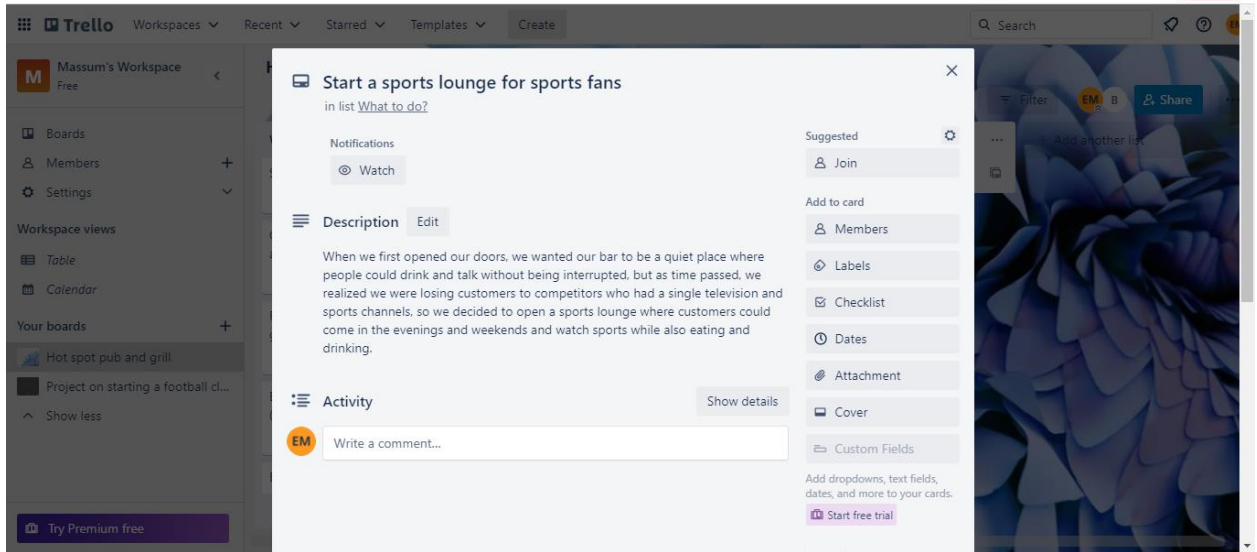 Trello Workspaces Recent Starred Templates Create Search
M Massum's Workspace
Free
Boards
Members
Settings
Workspace views
Table
Calendar
Your boards
Hot spot pub and grill
Project on starting a football cl...
Show less
Try Premium free
Filter EM B Share
Add another list
Start a sports lounge for sports fans
in list What to do?
Notifications
Watch
Description Edit
When we first opened our doors, we wanted our bar to be a quiet place where
people could drink and talk without being interrupted, but as time passed, we
realized we were losing customers to competitors who had a single television and
sports channels, so we decided to open a sports lounge where customers could
come in the evenings and weekends and watch sports while also eating and
drinking.
Activity Show details
EM Write a comment...
Suggested
Join
Add to card
Members
Labels
Checklist
Dates
Attachment
Cover
Custom Fields
Add dropdowns, text fields,
dates, and more to your cards.
Start free trial